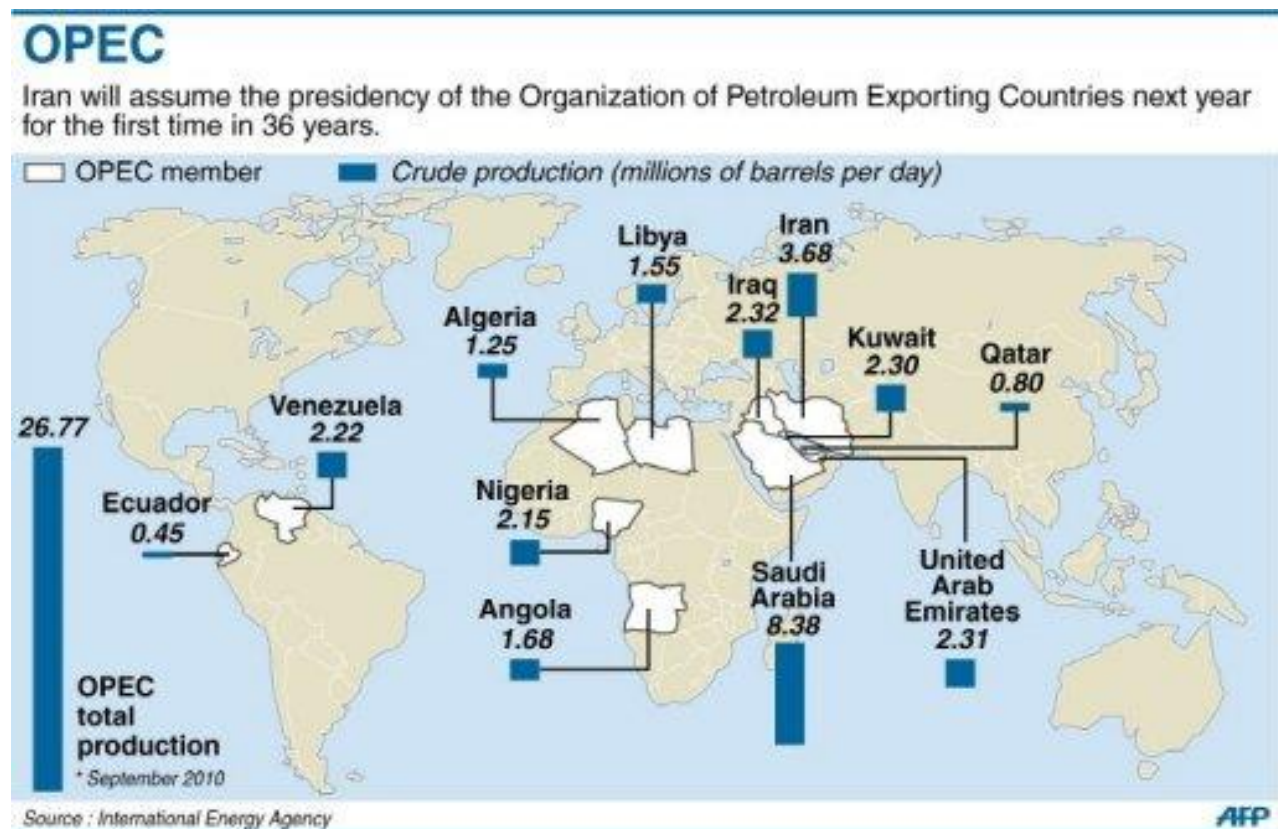 OPEC
Iran will assume the presidency of the Organization of Petroleum Exporting Countries next year
for the first time in 36 years.
OPEC member
Crude production (millions of barrels per day)
Libya
1.55
Iran
3.68
Iraq
2.32
Algeria
1.25
Kuwait
2.30
Qatar
0.80
Venezuela
2.22
26.77
Ecuador
0.45
Nigeria
2.15
Angola
1.68
Saudi
Arabia
8.38
United
Arab
Emirates
2.31
OPEC
total
production
* September 2010
Source : International Energy Agency
AFP